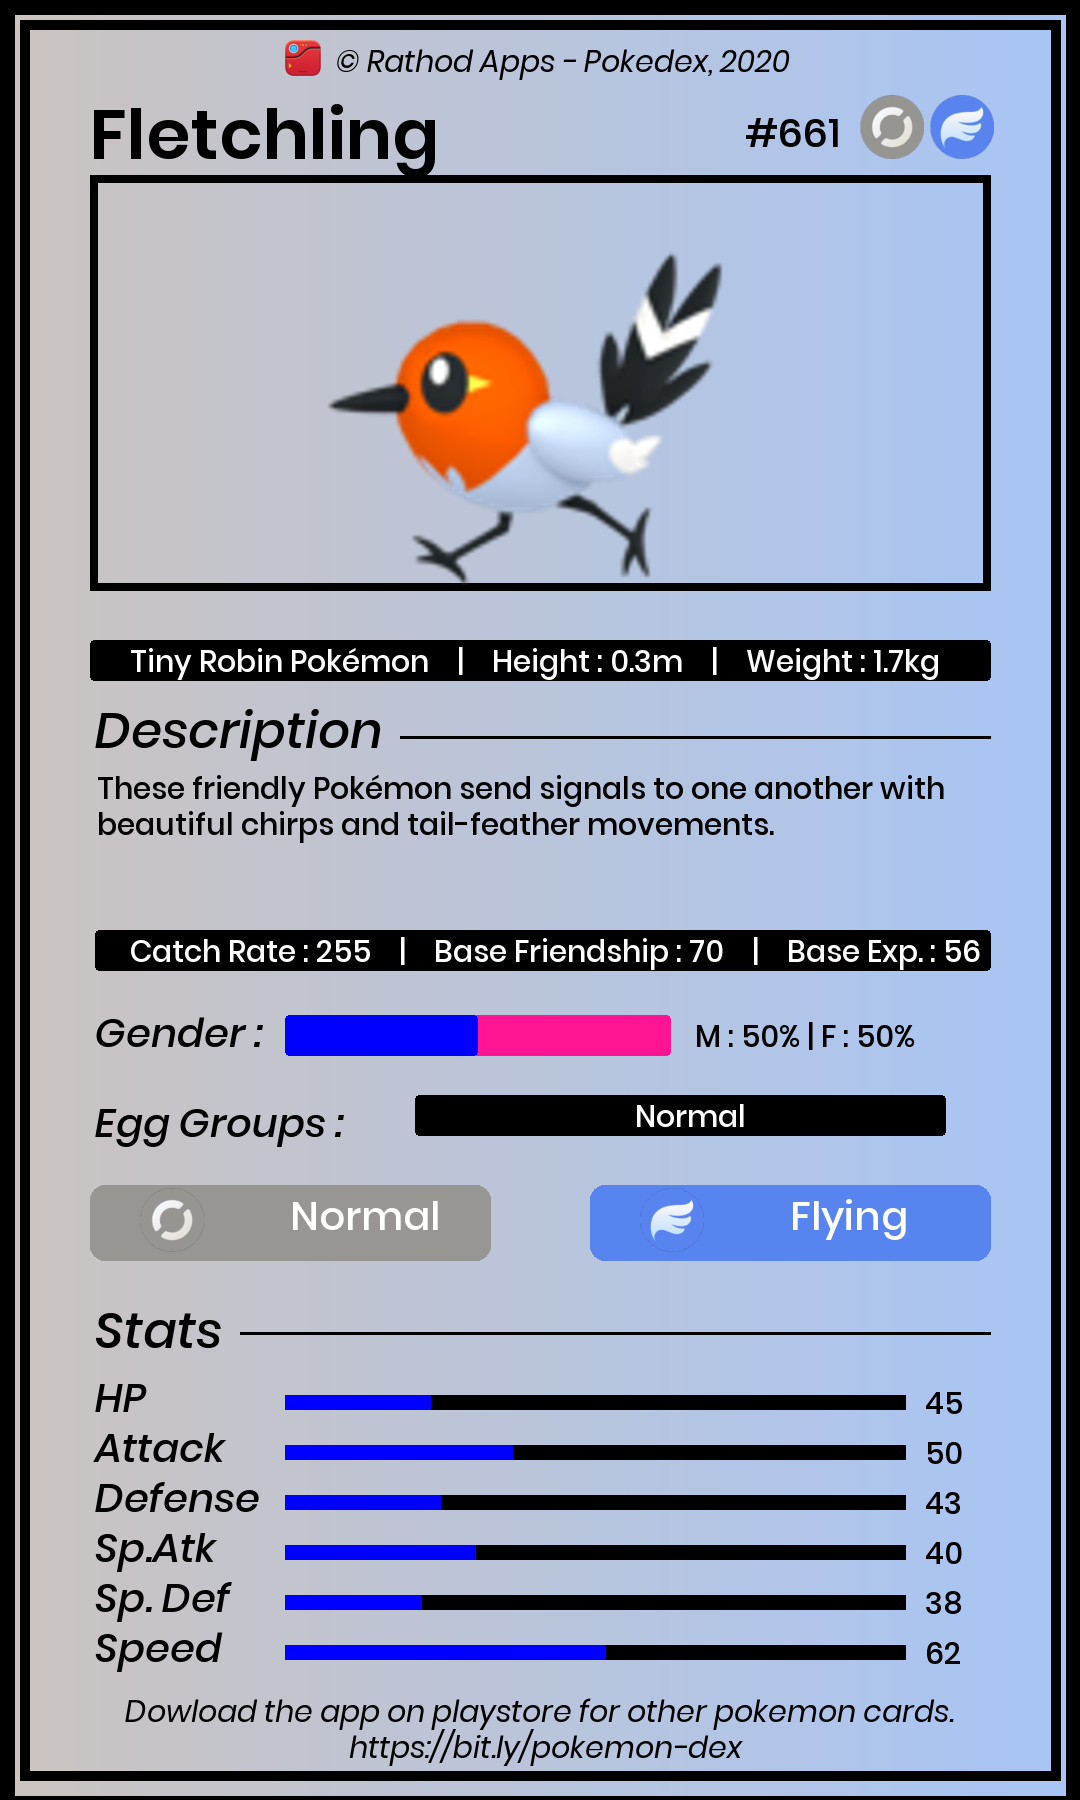 © Rathod Apps - Pokedex, 2020
Fletchling #661
Tiny Robin Pokémon | Height : 0.3m | Weight : 1.7kg
Description
These friendly Pokémon send signals to one another with
beautiful chirps and tail-feather movements.
Catch Rate : 255 | Base Friendship : 70 | Base Exp. : 56
Gender : M : 50% | F : 50%
Egg Groups : Normal
Normal Flying
Stats
HP 45
Attack 50
Defense 43
Sp.Atk 40
Sp. Def 38
Speed 62
Dowload the app on playstore for other pokemon cards.
https://bit.ly/pokemon-dex